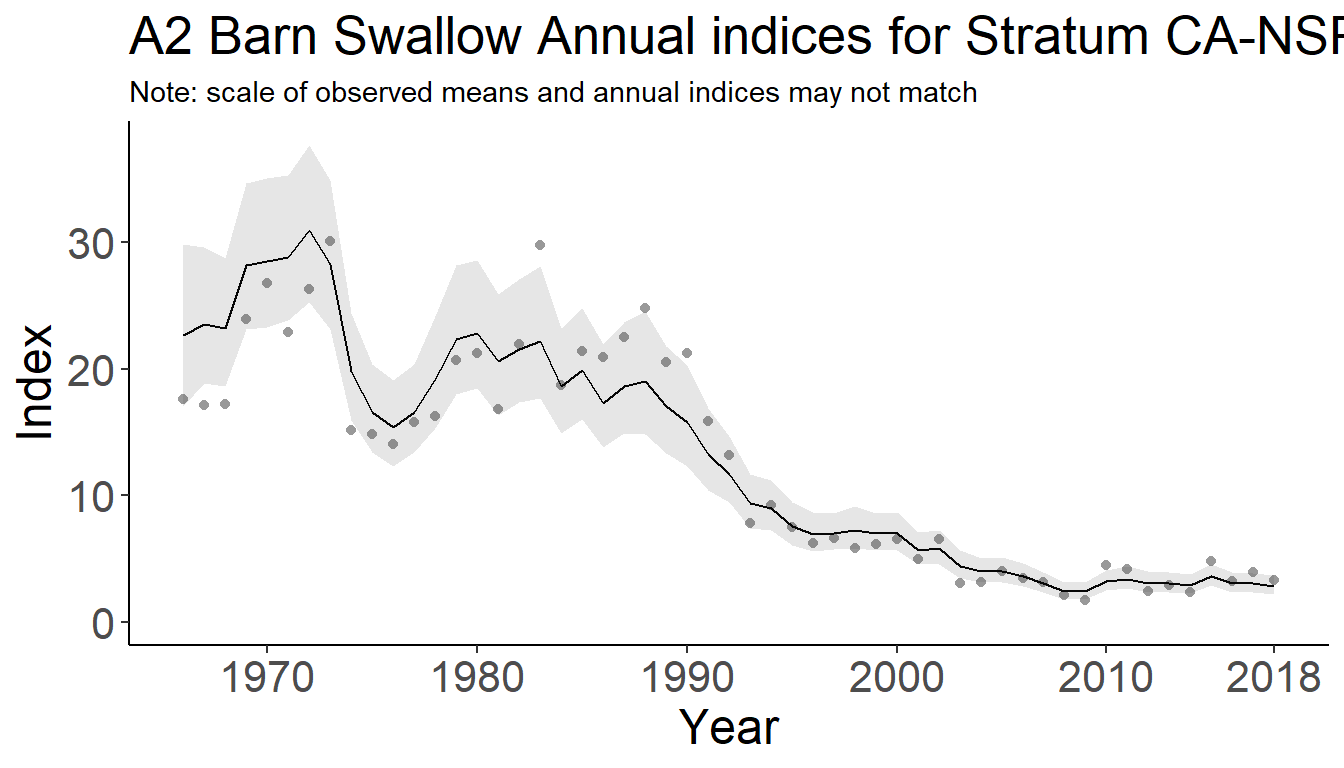 A2 Barn Swallow Annual indices for Stratum CA-NS
Note: scale of observed means and annual indices may not match
30
20
10
0
Index
1970 1980 1990 2000 2010 2018
Year